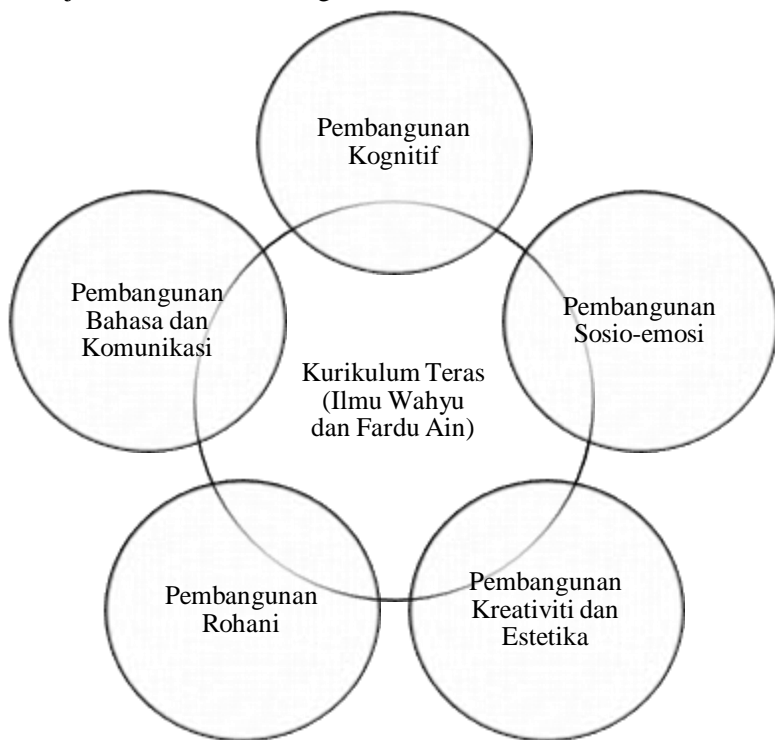 Pembangunan
Kognitif
Pembangunan
Bahasa dan
Komunikasi
Pembangunan
Sosio-emosi
Kurikulum Teras
(Ilmu Wahyu
dan Fardu Ain)
Pembangunan
Rohani
Pembangunan
Kreativiti dan
Estetika